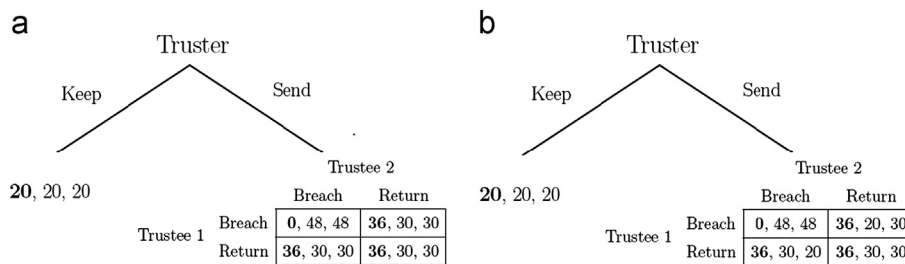 a
Truster
Keep
Send
Trustee 2
20, 20, 20
Breach Return
Trustee 1
Breach 0, 48, 48 36, 30, 30
Return 36, 30, 30 36, 30, 30
b
Truster
Keep
Send
Trustee 2
20, 20, 20
Breach Return
Trustee 1
Breach 0, 48, 48 36, 20, 30
Return 36, 30, 20 36, 30, 30